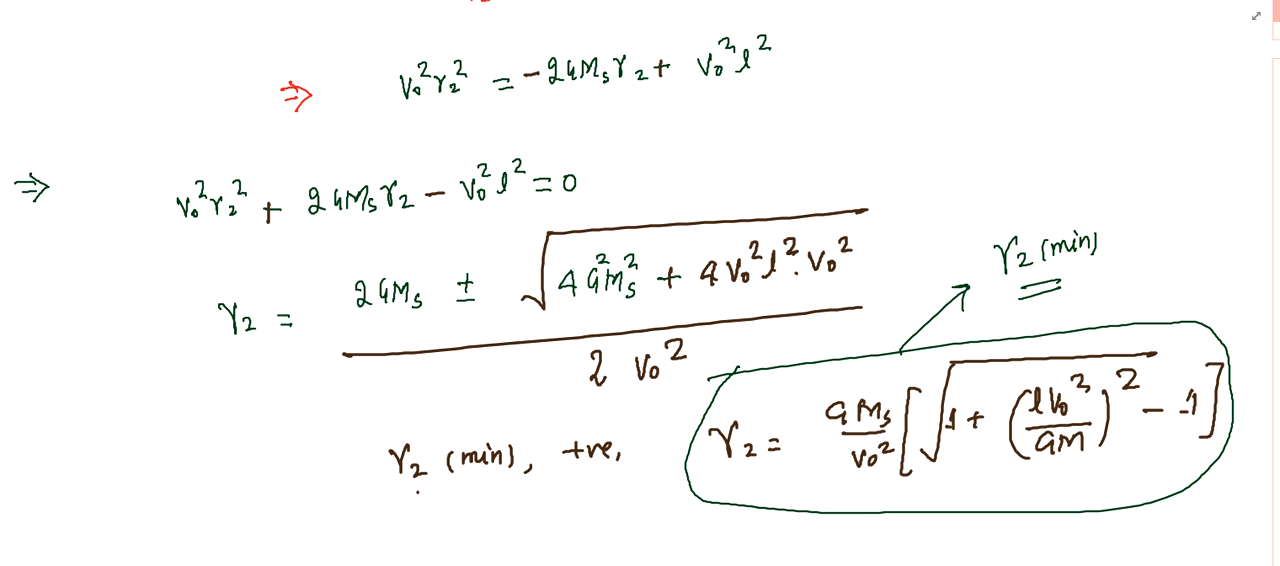 ⇒ V₀²r₂² = -2GMₛr₂ + V₀²l²
⇒ V₀²r₂² + 2GMₛr₂ - V₀²l² = 0
r₂ = (2GMₛ ± √(4G²Mₛ² + 4V₀²l².V₀²)) / (2V₀²)
r₂ (min)
r₂ (min), +ve, r₂ = GMₛ/V₀² [√(1 + (lV₀³/GM)²) - 1]